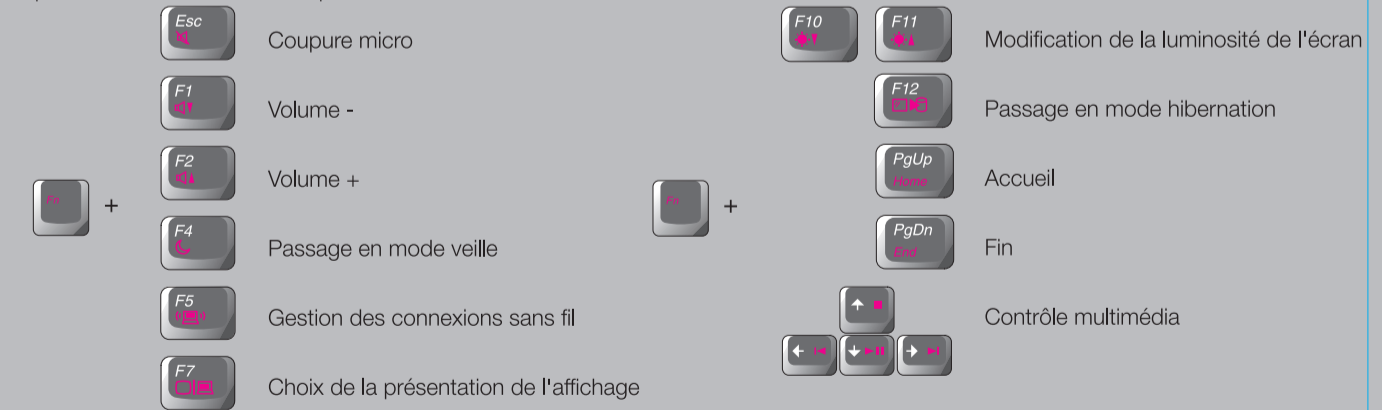 Esc
Coupure micro
F1
Volume -
F2
Volume +
Fn +
F4
Passage en mode veille
F5
Gestion des connexions sans fil
F7
Choix de la présentation de l'affichage
F10 F11
Modification de la luminosité de l'écran
F12
Passage en mode hibernation
PgUp
Home
Accueil
Fn +
PgDn
End
Fin
Contrôle multimédia